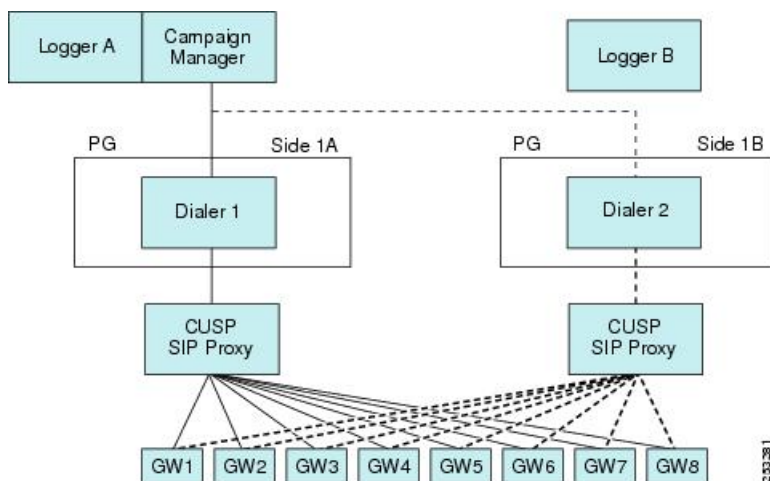 Logger A
Campaign
Manager
Logger B
PG
Side 1A
PG
Side 1B
Dialer 1
Dialer 2
CUSP
SIP Proxy
CUSP
SIP Proxy
GW1
GW2
GW3
GW4
GW5
GW6
GW7
GW8